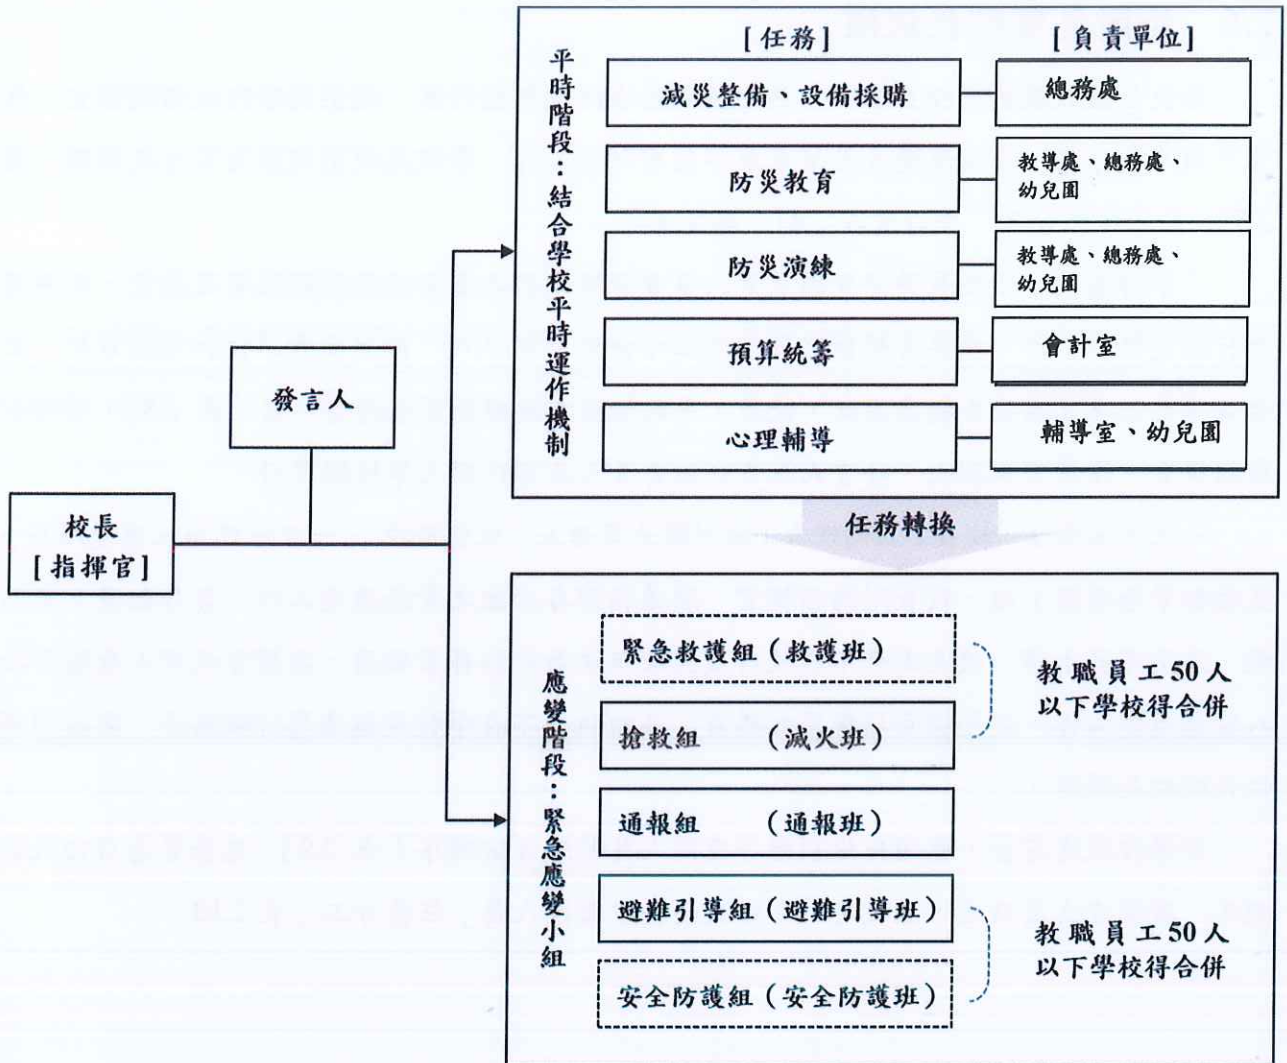 [任務]
[負責單位]
平時階段：結合學校平時運作機制
減災整備、設備採購
總務處
防災教育
教導處、總務處、
幼兒園
防災演練
教導處、總務處、
幼兒園
預算統籌
會計室
心理輔導
輔導室、幼兒園
發言人
校長
[指揮官]
任務轉換
應變階段：緊急應變小組
緊急救護組（救護班）
搶救組　　（滅火班）
教職員工50人
以下學校得合併
通報組　　（通報班）
避難引導組（避難引導班）
安全防護組（安全防護班）
教職員工50人
以下學校得合併